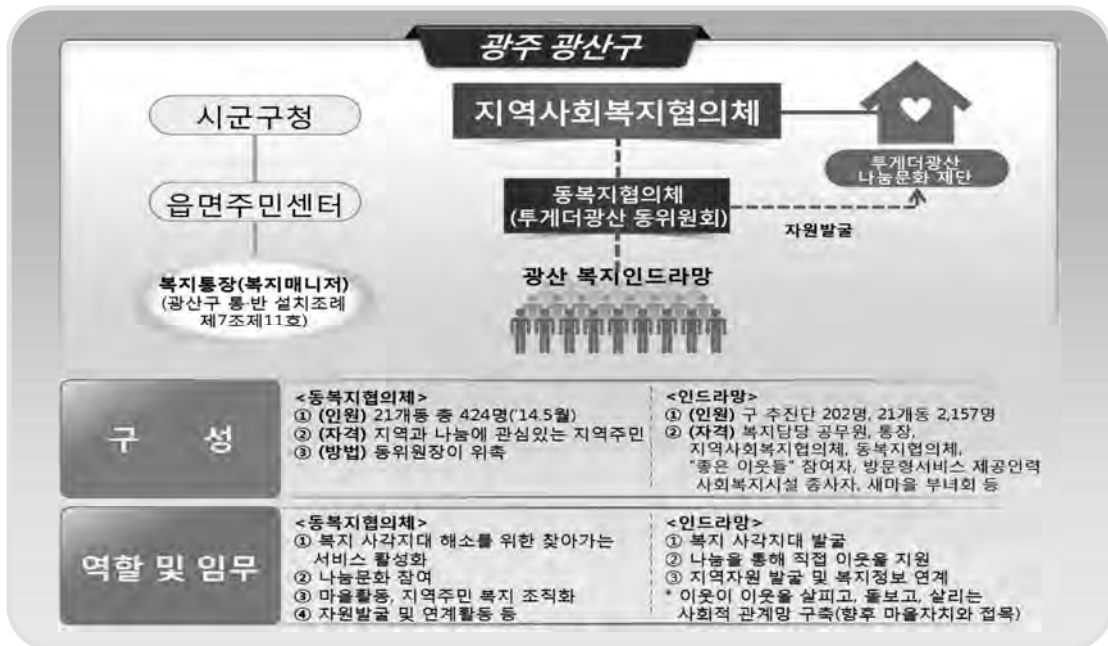 광주 광산구
시군구청
읍면주민센터
복지통장(복지매니저)
(광산구 통·반 설치조례
제7조제11호)
지역사회복지협의체
동복지협의체
(투게더광산 동위원회)
광산 복지인드라망
투게더광산
나눔문화 재단
자원발굴
구 성
<동복지협의체>
① (인원) 21개동 총 424명('14.5월)
② (자격) 지역과 나눔에 관심있는 지역주민
③ (방법) 동위원장이 위촉
<인드라망>
① (인원) 구 추진단 202명, 21개동 2,157명
② (자격) 복지담당 공무원, 통장,
지역사회복지협의체, 동복지협의체,
"좋은 이웃들" 참여자, 방문형서비스 제공인력
사회복지시설 종사자, 새마을 부녀회 등
역할 및 임무
<동복지협의체>
① 복지 사각지대 해소를 위한 찾아가는
서비스 활성화
② 나눔문화 참여
③ 마을활동, 지역주민 복지 조직화
④ 자원발굴 및 연계활동 등
<인드라망>
① 복지 사각지대 발굴
② 나눔을 통해 직접 이웃을 지원
③ 지역자원 발굴 및 복지정보 연계
* 이웃이 이웃을 살피고, 돌보고, 살리는
사회적 관계망 구축(향후 마을자치와 접목)